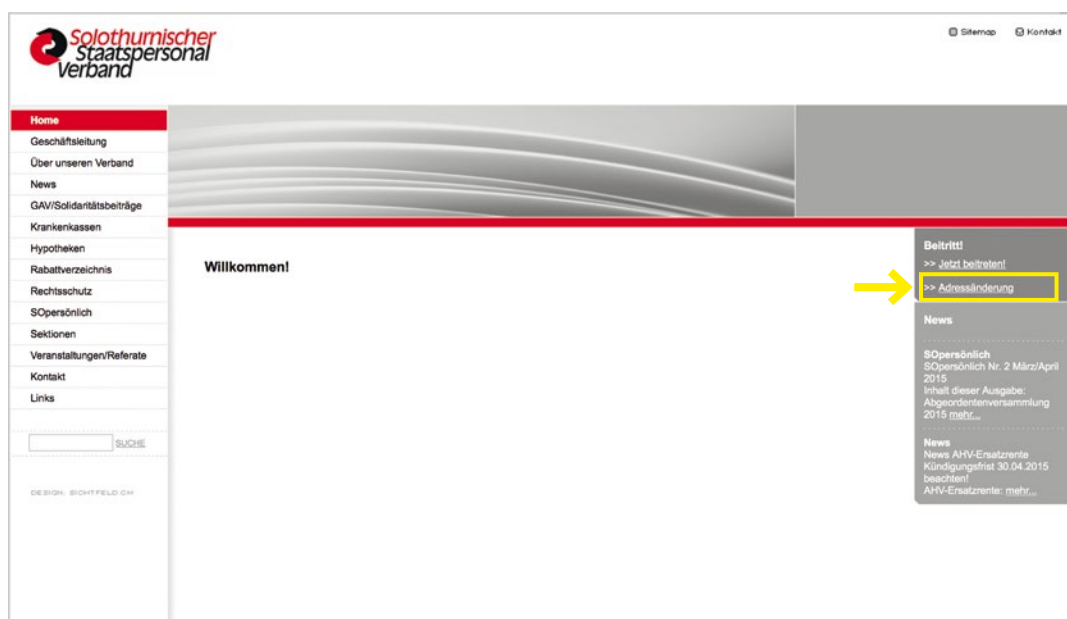 Solothurnischer
Staatspersonal
Verband
Sitemap
Kontakt
Home
Geschäftsleitung
Über unseren Verband
News
GAV/Solidaritätsbeiträge
Krankenkassen
Hypotheken
Rabattverzeichnis
Rechtsschutz
SOpersönlich
Sektionen
Veranstaltungen/Referate
Kontakt
Links
SUCHE
DESIGN: SICHTFELD.CH
Willkommen!
Beitritt!
>> Jetzt beitreten!
>> Adressänderung
News
SOpersönlich
SOpersönlich Nr. 2 März/April
2015
Inhalt dieser Ausgabe:
Abgeordentenversammlung
2015 mehr...
News
News AHV-Ersatzrente
Kündigungsfrist 30.04.2015
beachten!
AHV-Ersatzrente: mehr...